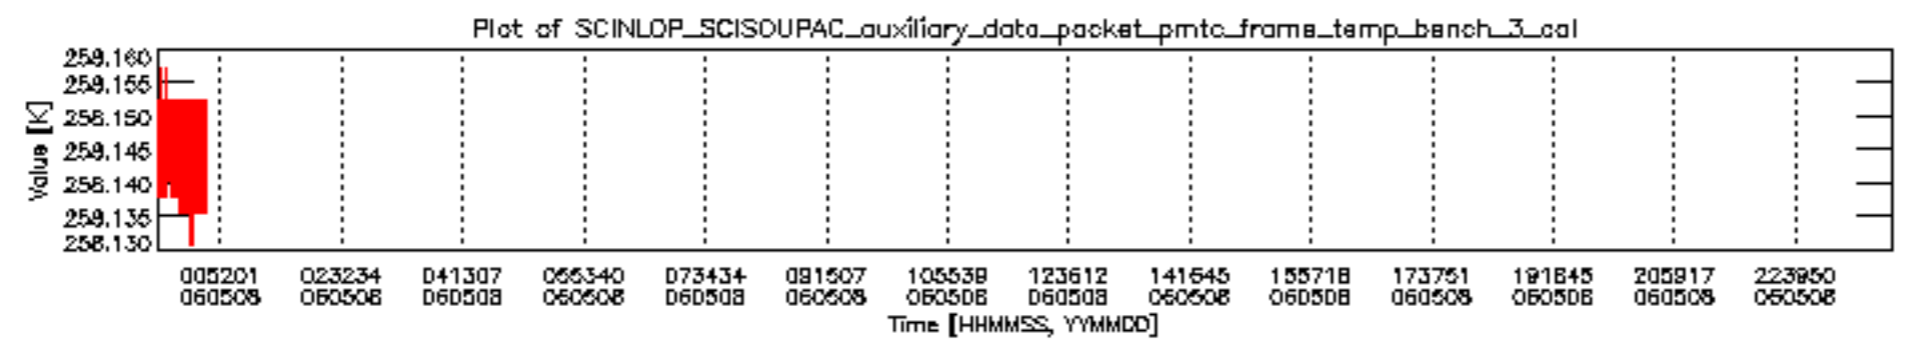 Plot of SCINLOP_SCISOUPAC_auxiliary_data_packet_pmtc_frame_temp_bench_3_cal
Value [K]
258.160
258.155
258.150
258.145
258.140
258.135
258.130
005201 023234 041307 055340 073434 091507 105539 123612 141645 155718 173751 191845 205917 223950
060508 060508 060508 060508 060508 060508 060508 060508 060508 060508 060508 060508 060508 060508
Time [HHMMSS, YYMMDD]